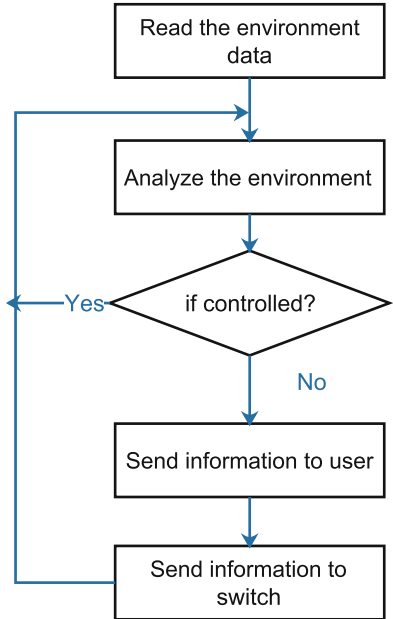 Read the environment
data
Analyze the environment
if controlled?
Yes
No
Send information to user
Send information to
switch